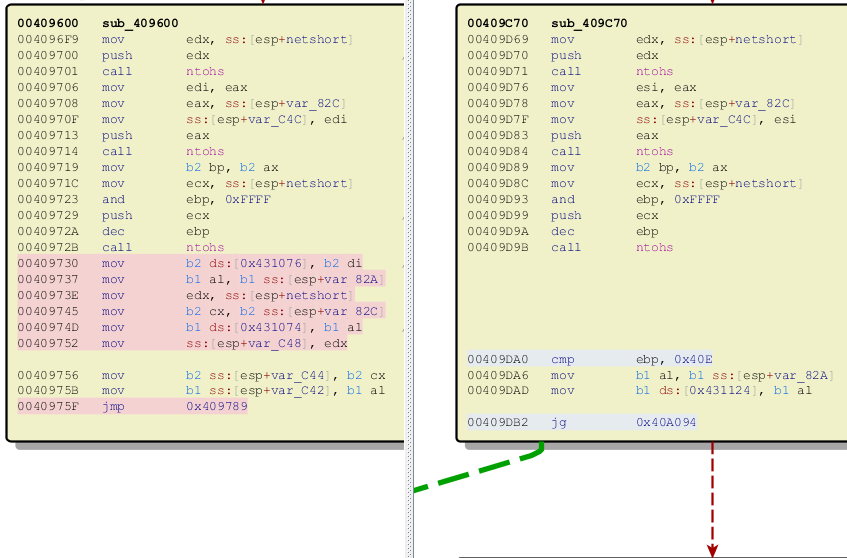 00409600 sub_409600
004096F9 mov edx, ss:[esp+netshort]
00409700 push edx
00409701 call ntohs
00409706 mov edi, eax
00409708 mov eax, ss:[esp+var_82C]
0040970F mov ss:[esp+var_C4C], edi
00409713 push eax
00409714 call ntohs
00409719 mov b2 bp, b2 ax
0040971C mov ecx, ss:[esp+netshort]
00409723 and ebp, 0xFFFF
00409729 push ecx
0040972A dec ebp
0040972B call ntohs
00409730 mov b2 ds:[0x431076], b2 di
00409737 mov b1 al, b1 ss:[esp+var_82A]
0040973E mov edx, ss:[esp+netshort]
00409745 mov b2 cx, b2 ss:[esp+var_82C]
0040974D mov b1 ds:[0x431074], b1 al
00409752 mov ss:[esp+var_C48], edx
00409756 mov b2 ss:[esp+var_C44], b2 cx
0040975B mov b1 ss:[esp+var_C42], b1 al
0040975F jmp 0x409789
00409C70 sub_409C70
00409D69 mov edx, ss:[esp+netshort]
00409D70 push edx
00409D71 call ntohs
00409D76 mov esi, eax
00409D78 mov eax, ss:[esp+var_82C]
00409D7F mov ss:[esp+var_C4C], esi
00409D83 push eax
00409D84 call ntohs
00409D89 mov b2 bp, b2 ax
00409D8C mov ecx, ss:[esp+netshort]
00409D93 and ebp, 0xFFFF
00409D99 push ecx
00409D9A dec ebp
00409D9B call ntohs
00409DA0 cmp ebp, 0x40E
00409DA6 mov b1 al, b1 ss:[esp+var_82A]
00409DAD mov b1 ds:[0x431124], b1 al
00409DB2 jg 0x40A094